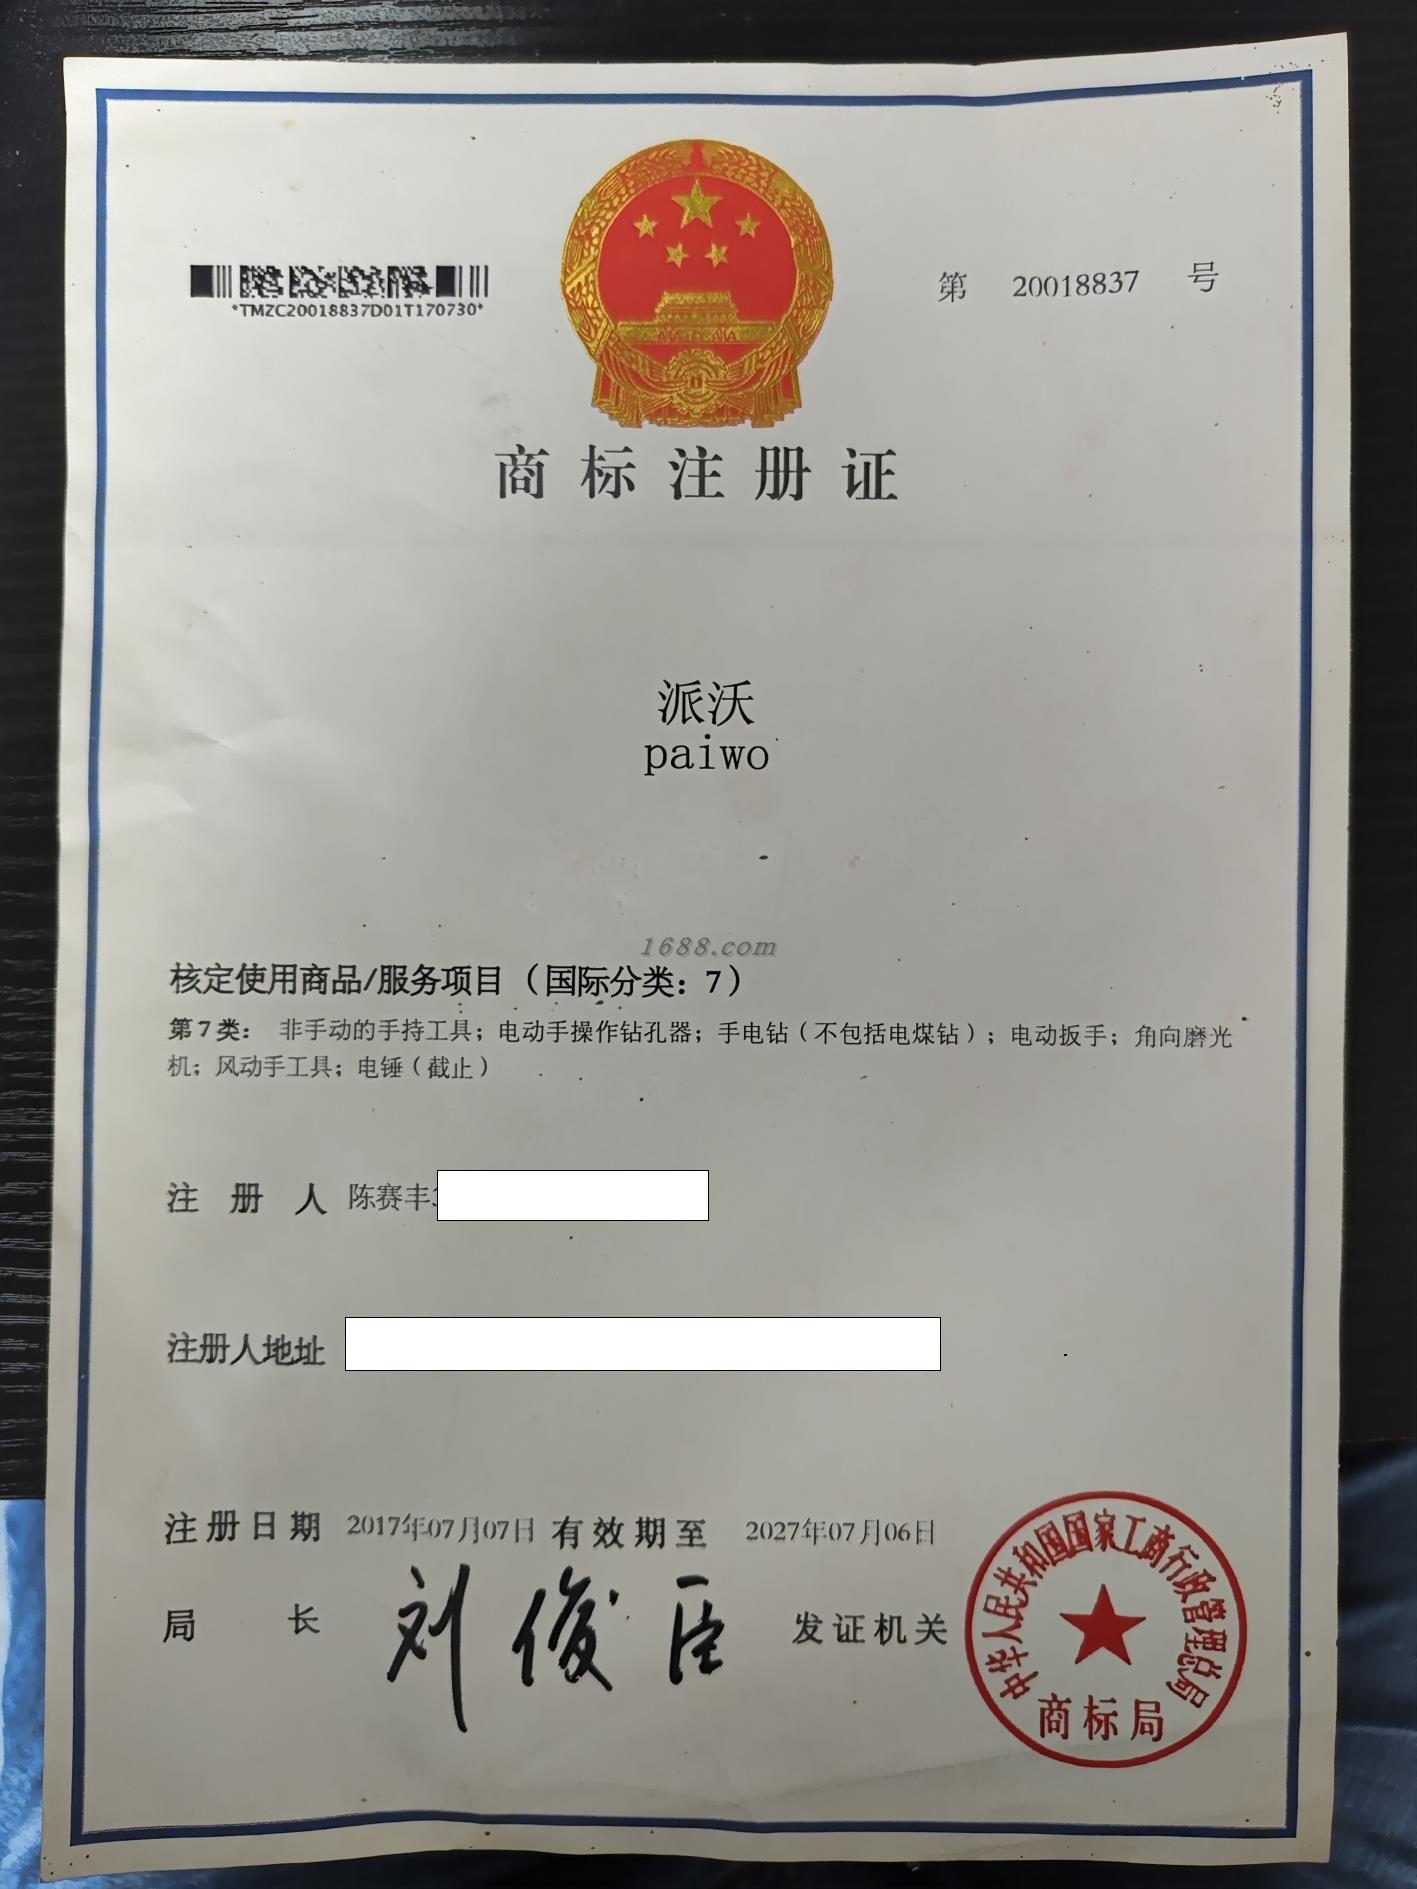 *TMZC20018837D01T170730*
第 20018837 号
商标注册证
派沃
paiwo
1688.com
核定使用商品/服务项目（国际分类：7）
第7类： 非手动的手持工具；电动手操作钻孔器；手电钻（不包括电煤钻）；电动扳手；角向磨光
机；风动手工具；电锤（截止）
注册人 陈赛丰
注册人地址
注册日期 2017年07月07日 有效期至 2027年07月06日
局长 刘俊臣 发证机关
中华人民共和国国家工商行政管理总局
商标局